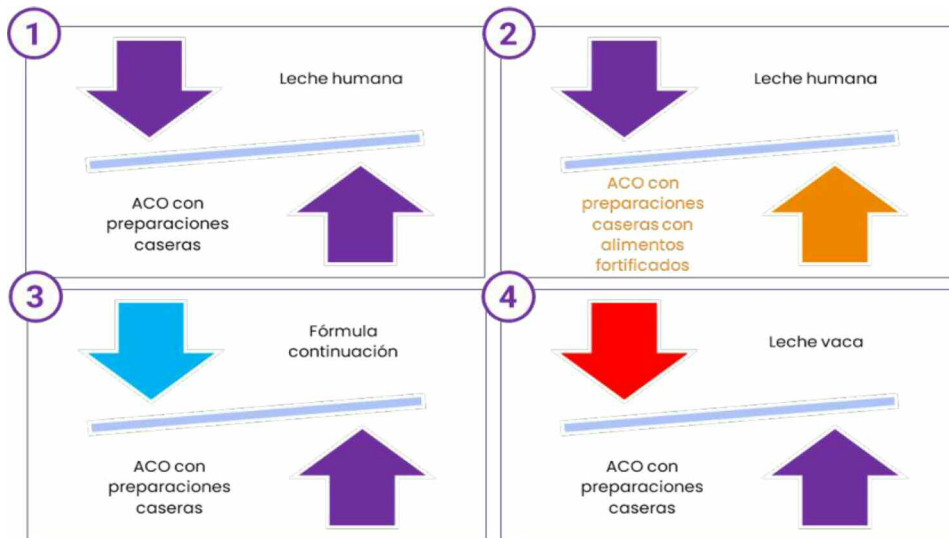 1
Leche humana
ACO con
preparaciones
caseras
2
Leche humana
ACO con
preparaciones
caseras con
alimentos
fortificados
3
Fórmula
continuación
ACO con
preparaciones
caseras
4
Leche vaca
ACO con
preparaciones
caseras